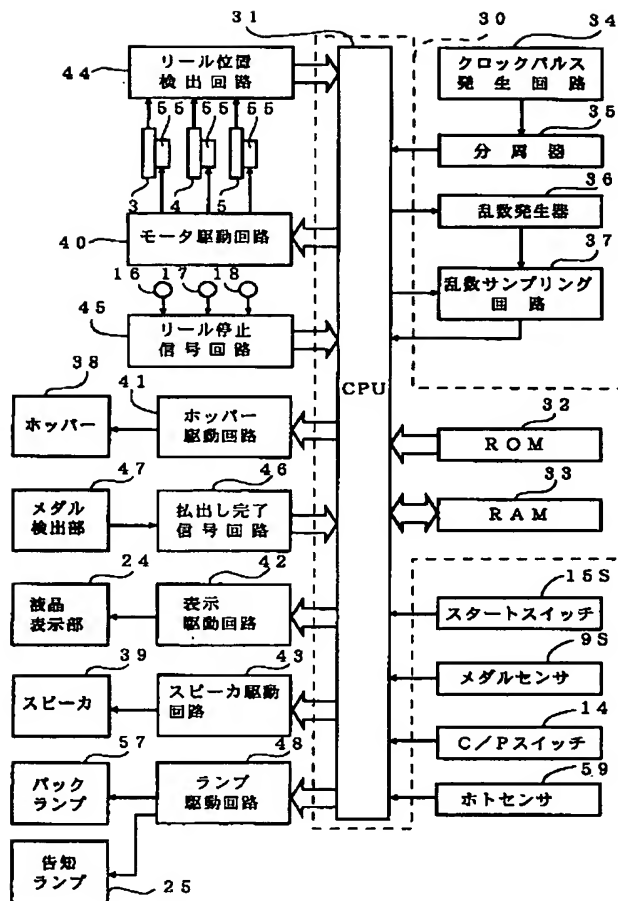 31
30
34
44
リール位置
検出回路
クロックパルス
発生回路
35
55
55
55
分周器
3
4
5
36
乱数発生器
40
モータ駆動回路
37
16
17
18
乱数サンプリング
回路
45
リール停止
信号回路
CPU
38
41
ホッパー
ホッパー
駆動回路
32
ROM
47
46
メダル
検出部
払出し完了
信号回路
33
RAM
24
42
液晶
表示部
表示
駆動回路
15S
スタートスイッチ
9S
メダルセンサ
39
43
スピーカ
スピーカ駆動
回路
14
C/Pスイッチ
57
48
バック
ランプ
ランプ
駆動回路
59
ホトセンサ
告知
ランプ
25